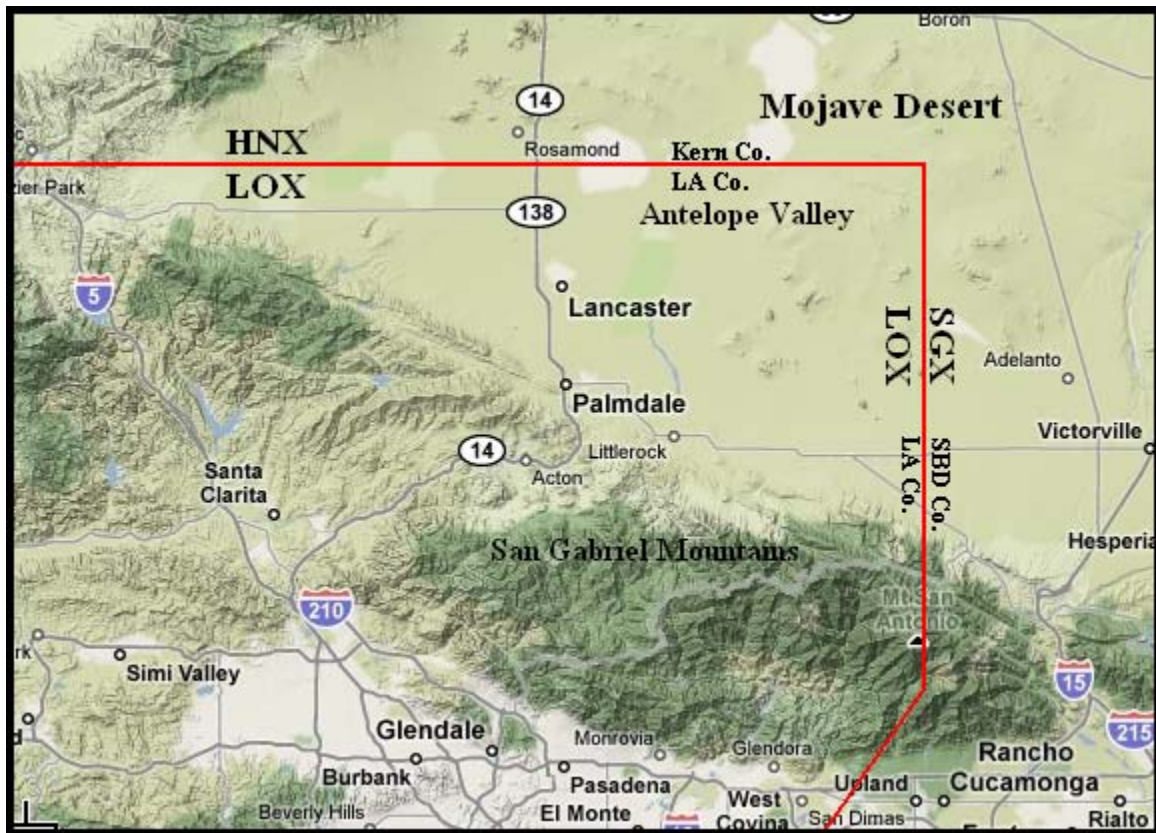 Boron
14
Mojave Desert
HNX
Rosamond
Kern Co.
LOX
LA Co.
zier Park
138
Antelope Valley
5
Lancaster
LOX
SGX
Adelanto
Palmdale
Littlerock
Victorville
14
Acton
LA Co.
SBD Co.
Santa
Clarita
San Gabriel Mountams
Hesperia
210
Mt San
Antonio
Simi Valley
15
215
Glendale
Monrovia
Glendora
Rancho
Cucamonga
Burbank
Pasadena
Upland
Beverly Hills
El Monte
West
Covina
San Dimas
Rialto